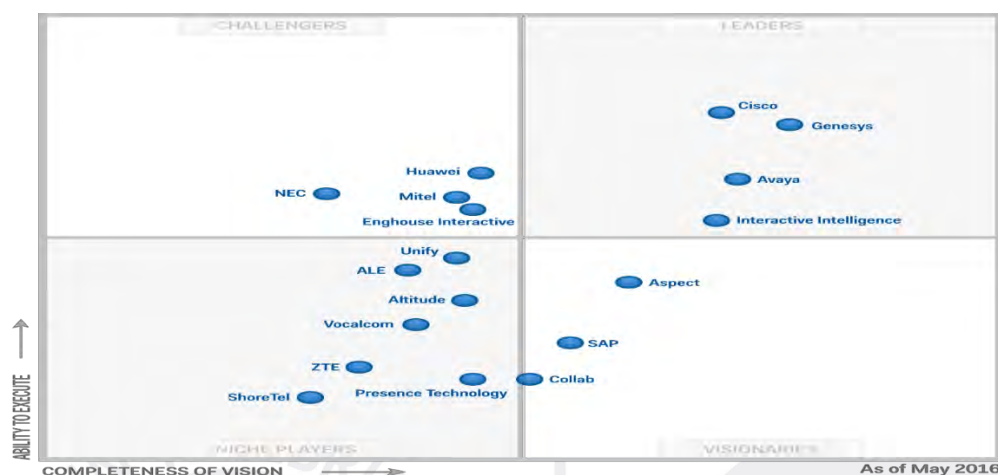 CHALLENGERS
LEADERS
Cisco
Genesys
Huawei
Avaya
NEC
Mitel
Enghouse Interactive
Interactive Intelligence
Unify
ALE
Aspect
Altitude
Vocalcom
SAP
ZTE
Collab
Presence Technology
ShoreTel
ABILITY TO EXECUTE
NICHE PLAYERS
VISIONARIES
COMPLETENESS OF VISION
As of May 2016